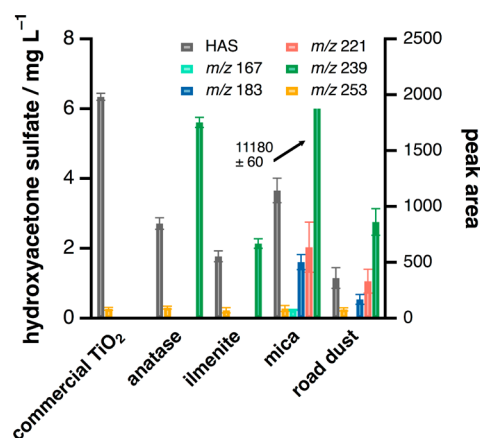 hydroxyacetone sulfate / mg L⁻¹
8
6
4
2
0
HAS
m/z 167
m/z 183
m/z 221
m/z 239
m/z 253
11180
± 60
2500
2000
1500
1000
500
0
peak area
commercial TiO₂
anatase
ilmenite
mica
road dust